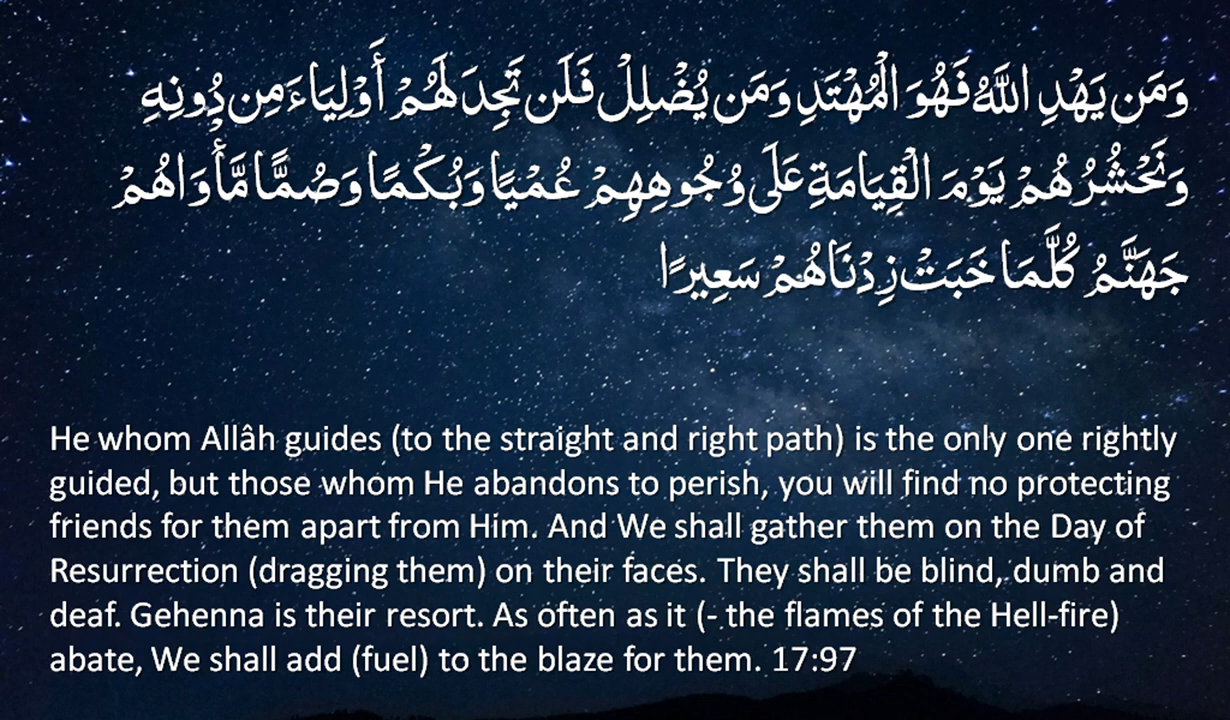 وَمَن يَهْدِ اللَّهُ فَهُوَ الْمُهْتَدِ وَمَن يُضْلِلْ فَلَن تَجِدَ لَهُمْ أَوْلِيَاءَ مِن دُونِهِ
وَنَحْشُرُهُمْ يَوْمَ الْقِيَامَةِ عَلَى وُجُوهِهِمْ عُمْيًا وَبُكْمًا وَصُمًّا مَّأْوَاهُمْ
جَهَنَّمُ كُلَّمَا خَبَتْ زِدْنَاهُمْ سَعِيرًا
He whom Allâh guides (to the straight and right path) is the only one rightly
guided, but those whom He abandons to perish, you will find no protecting
friends for them apart from Him. And We shall gather them on the Day of
Resurrection (dragging them) on their faces. They shall be blind, dumb and
deaf. Gehenna is their resort. As often as it (- the flames of the Hell-fire)
abate, We shall add (fuel) to the blaze for them. 17:97